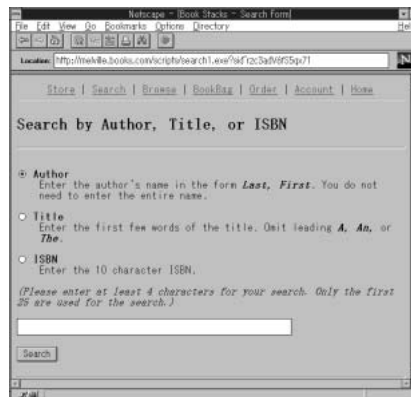 Netscape - [Book Stacks - Search Form]
File Edit View Go Bookmarks Options Directory Hel
Location: http://melville.books.com/scripts/search1.exe?
Store | Search | Browse | BookBag | Order | Account | Home
Search by Author, Title, or ISBN
Author
Enter the author's name in the form Last, First. You do not
need to enter the entire name.
Title
Enter the first few words of the title. Omit leading A, An, or
The.
ISBN
Enter the 10 character ISBN.
(Please enter at least 4 characters for your search. Only the first
25 are used for the search.)
Search